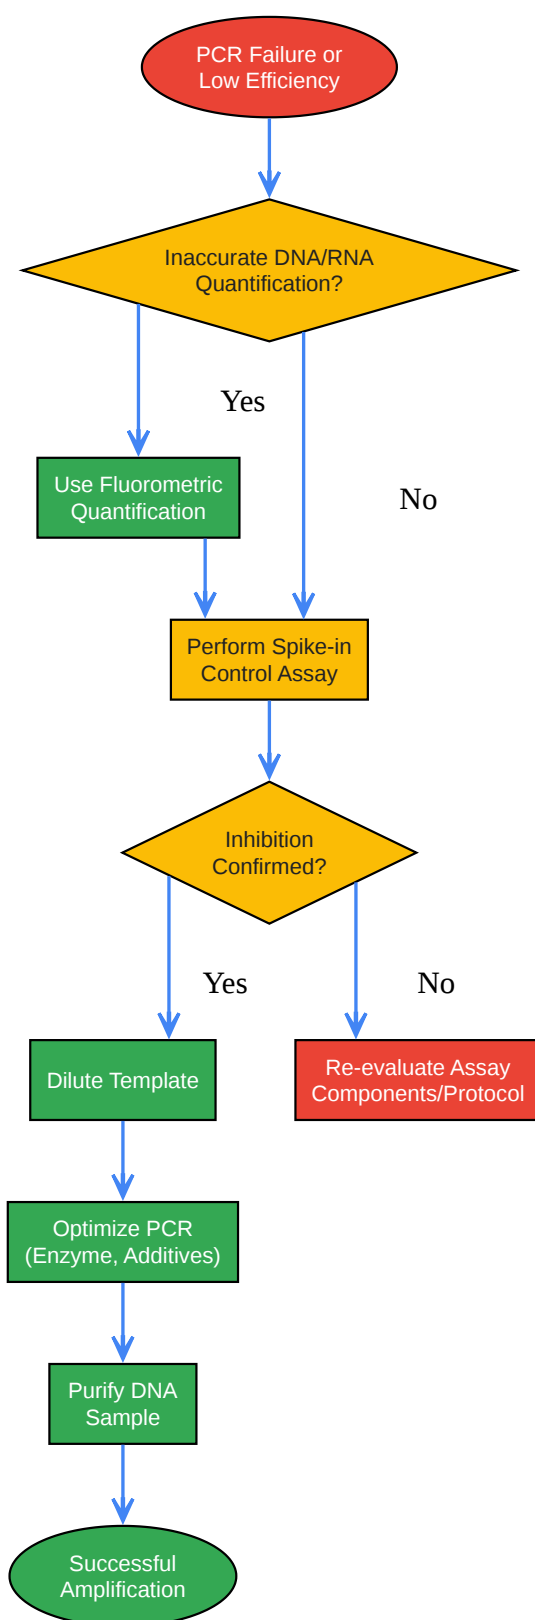 PCR Failure or
Low Efficiency
Inaccurate DNA/RNA
Quantification?
Yes
No
Use Fluorometric
Quantification
Perform Spike-in
Control Assay
Inhibition
Confirmed?
Yes
No
Dilute Template
Re-evaluate Assay
Components/Protocol
Optimize PCR
(Enzyme, Additives)
Purify DNA
Sample
Successful
Amplification